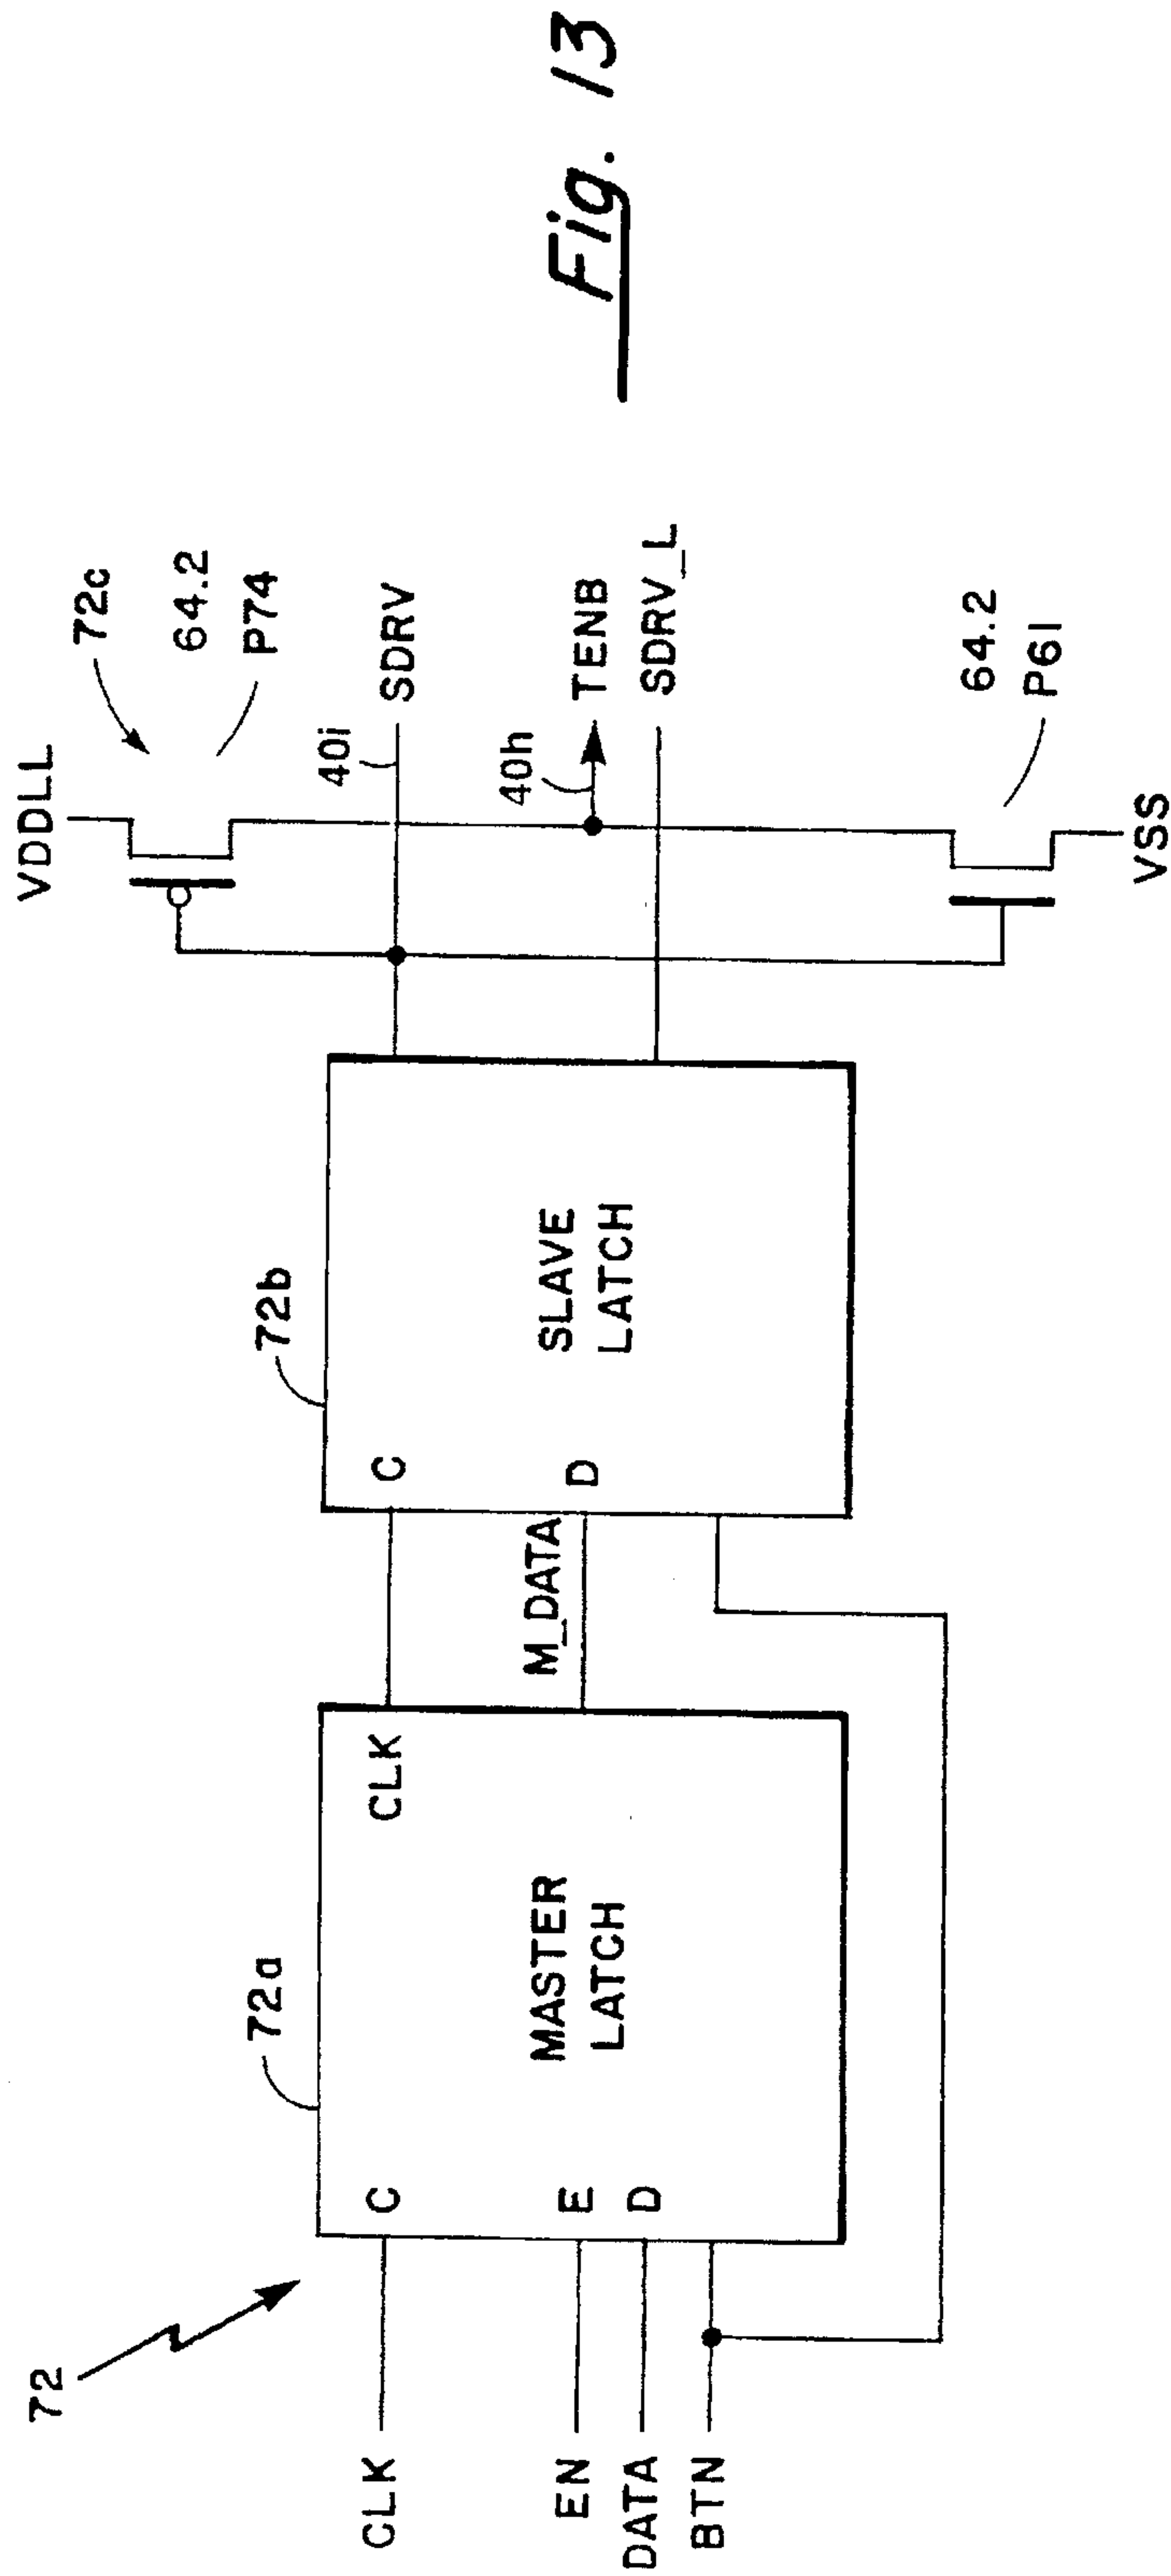 72
CLK
EN
DATA
BTN
72a
C
E
D
CLK
MASTER
LATCH
M_DATA
72b
C
D
SLAVE
LATCH
VDDLL
72c
64.2
P74
40i
SDRV
40h
TENB
SDRV_L
64.2
P61
VSS
Fig. 13